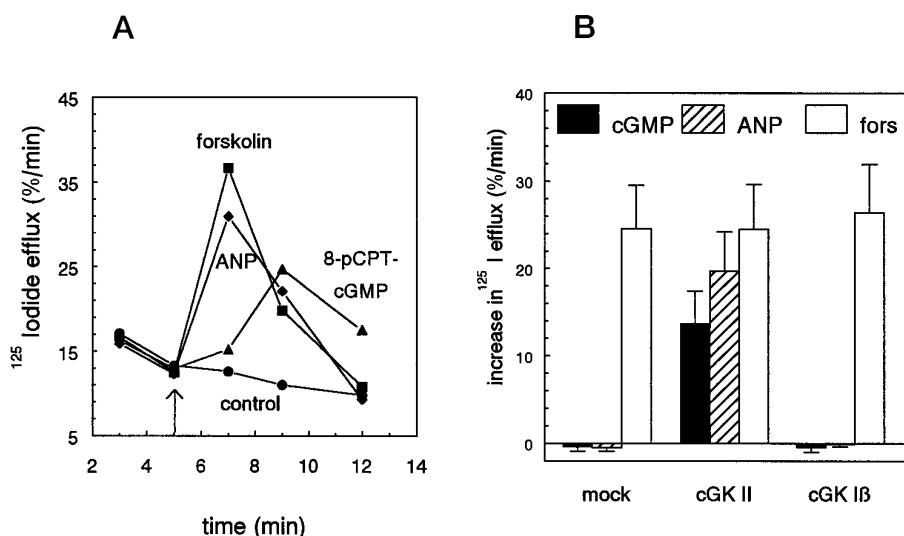 A
B
45
35
25
15
5
2 4 6 8 10 12 14
125 Iodide efflux (%/min)
time (min)
forskolin
ANP
8-pCPT-
cGMP
control
40
30
20
10
0
increase in 125 I efflux (%/min)
cGMP ANP fors
mock cGK II cGK Iß